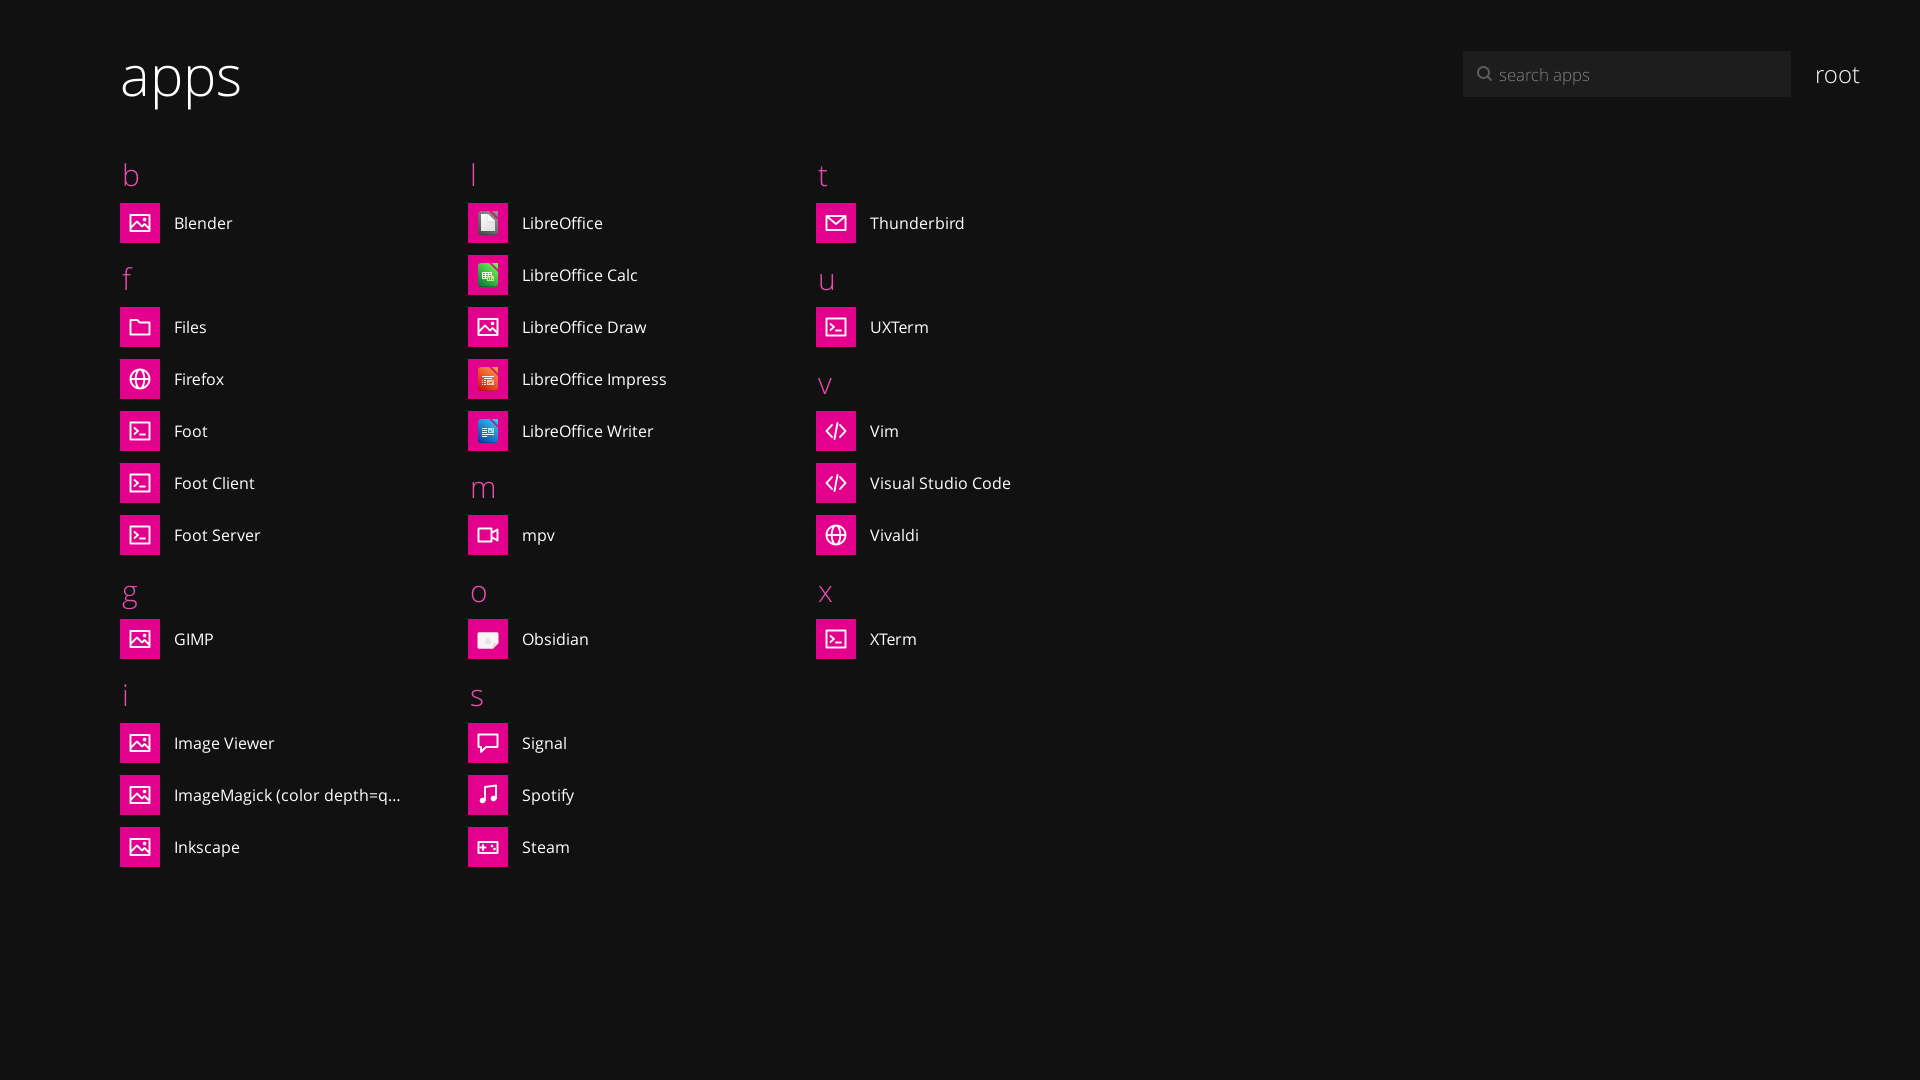 apps
search apps
root
b
Blender
f
Files
Firefox
Foot
Foot Client
Foot Server
g
GIMP
i
Image Viewer
ImageMagick (color depth=q...
Inkscape
l
LibreOffice
LibreOffice Calc
LibreOffice Draw
LibreOffice Impress
LibreOffice Writer
m
mpv
o
Obsidian
s
Signal
Spotify
Steam
t
Thunderbird
u
UXTerm
v
Vim
Visual Studio Code
Vivaldi
x
XTerm